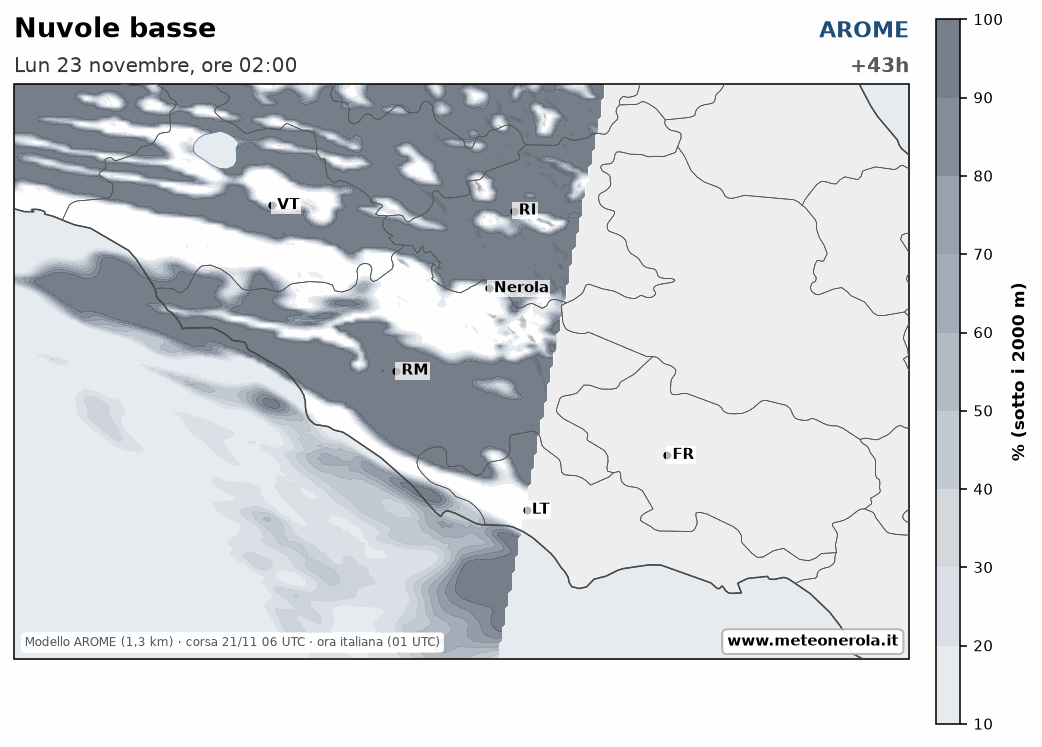 Nuvole basse
AROME
Lun 23 novembre, ore 02:00
+43h
VT
RI
Nerola
RM
FR
LT
Modello AROME (1,3 km) · corsa 21/11 06 UTC · ora italiana (01 UTC)
www.meteonerola.it
100
90
80
70
60
50
40
30
20
10
% (sotto i 2000 m)